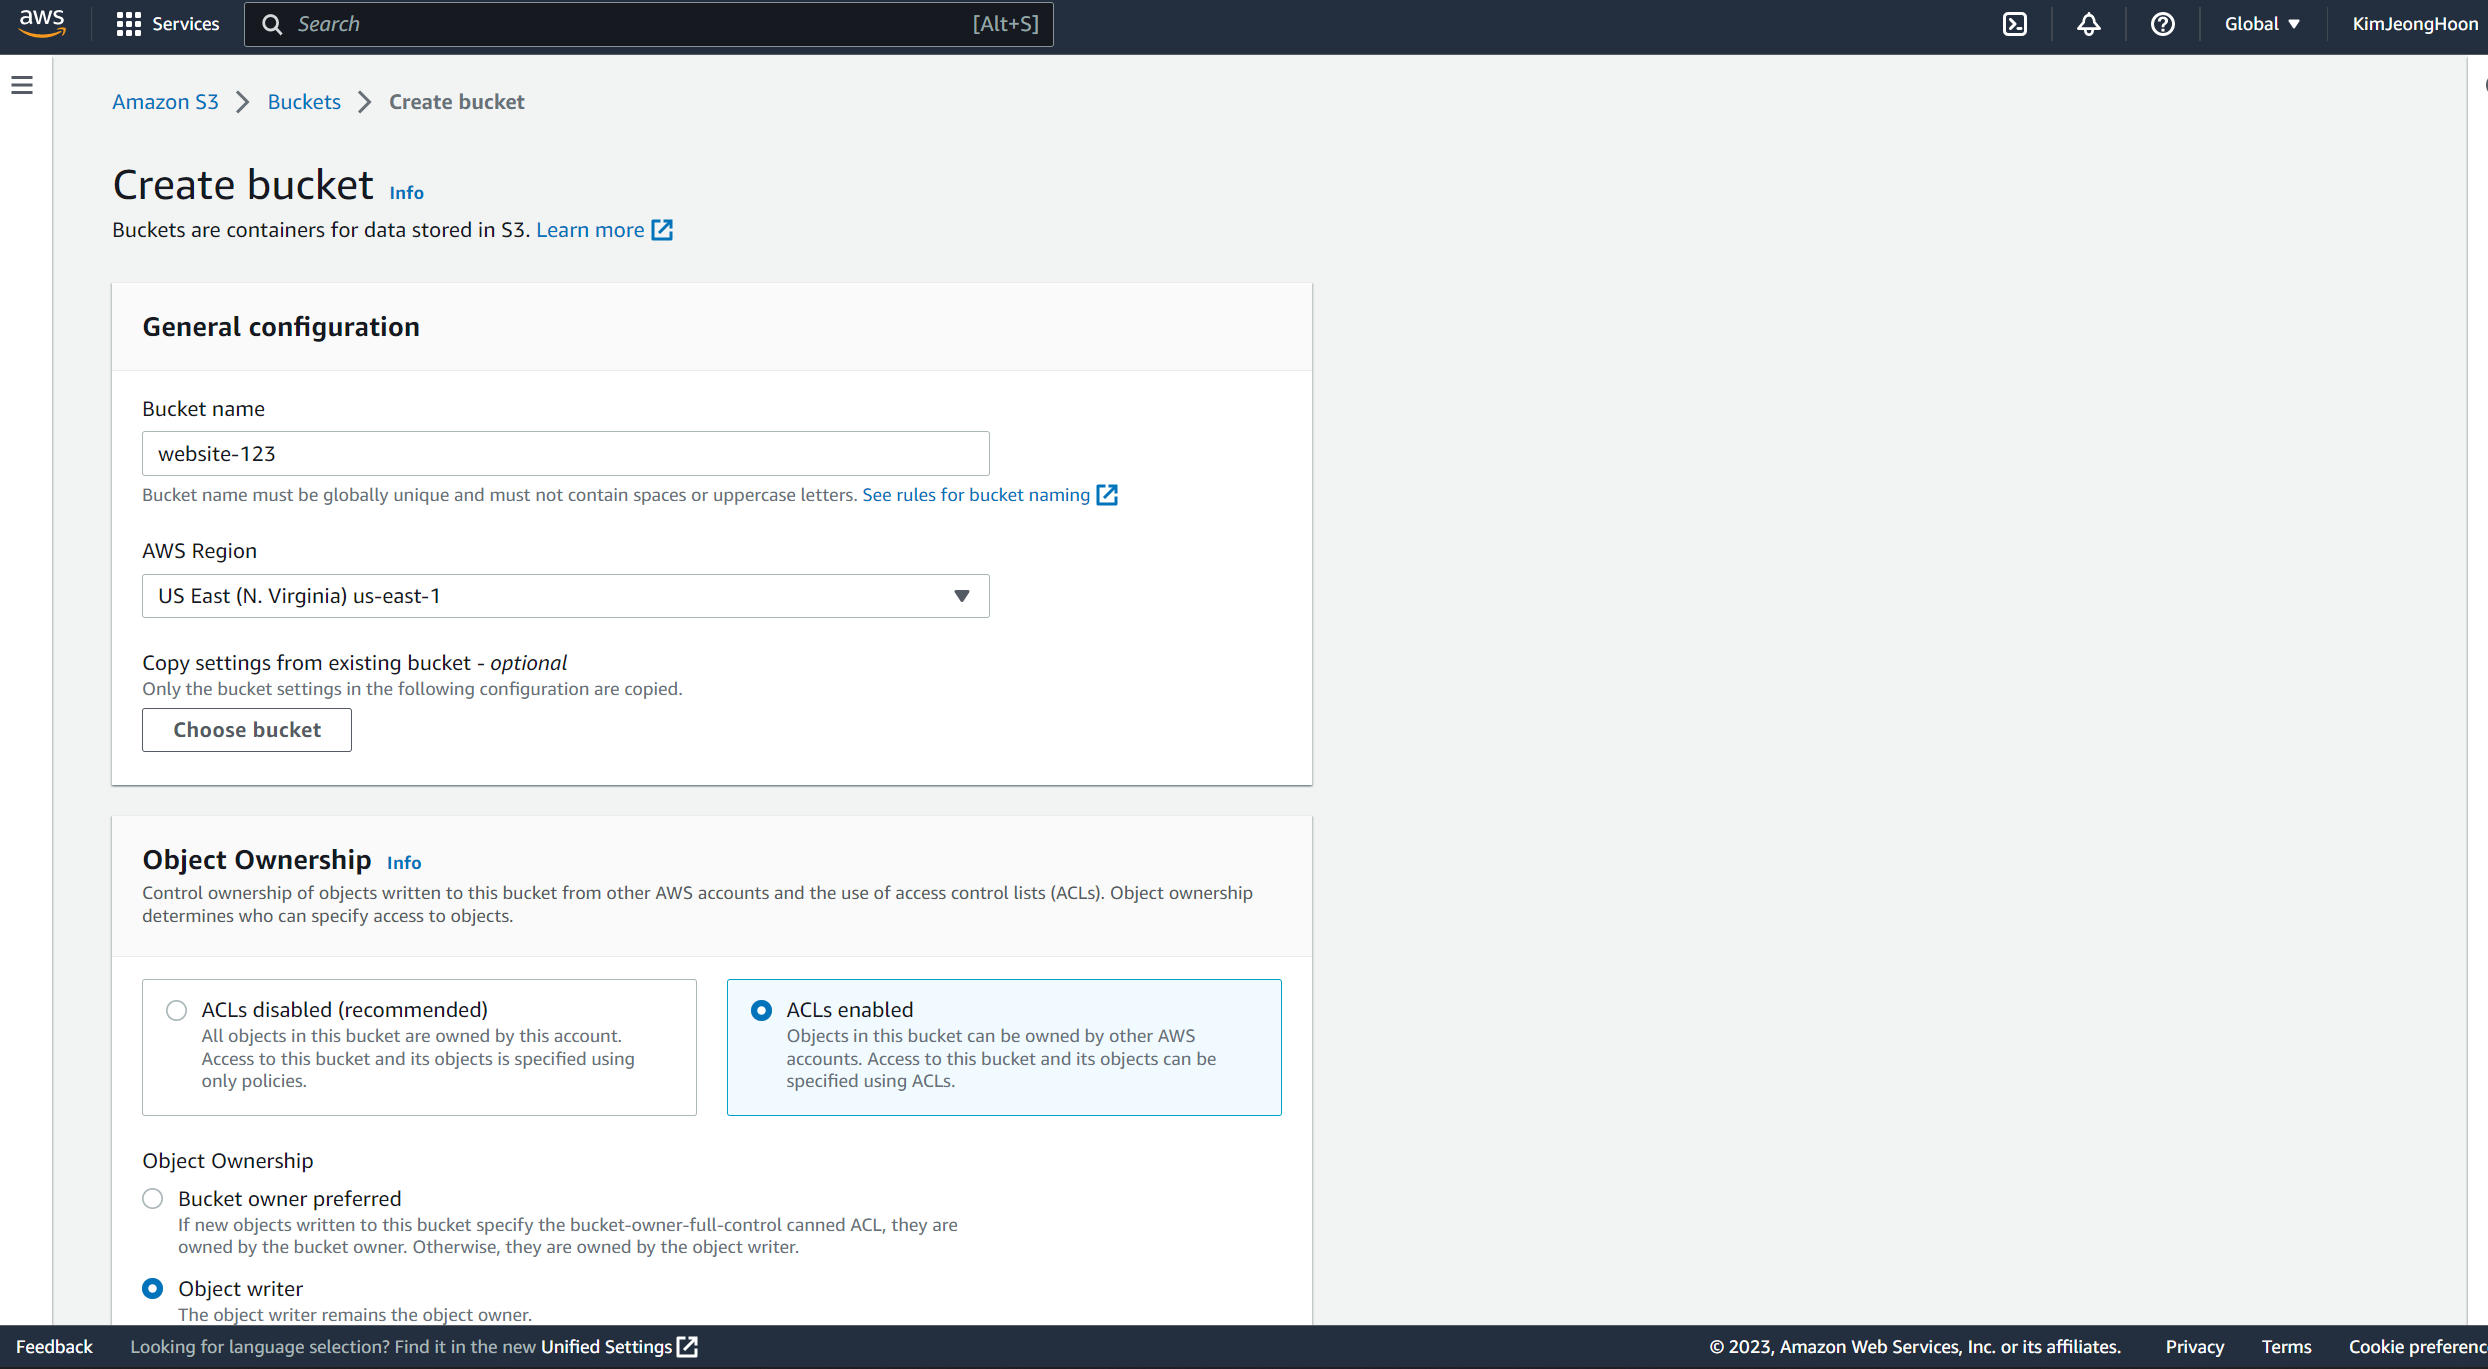 aws
Services
Search
[Alt+S]
Global
KimJeongHoon
Amazon S3
Buckets
Create bucket
Create bucket Info
Buckets are containers for data stored in S3. Learn more
General configuration
Bucket name
website-123
Bucket name must be globally unique and must not contain spaces or uppercase letters. See rules for bucket naming
AWS Region
US East (N. Virginia) us-east-1
Copy settings from existing bucket - optional
Only the bucket settings in the following configuration are copied.
Choose bucket
Object Ownership Info
Control ownership of objects written to this bucket from other AWS accounts and the use of access control lists (ACLs). Object ownership
determines who can specify access to objects.
ACLs disabled (recommended)
All objects in this bucket are owned by this account.
Access to this bucket and its objects is specified using
only policies.
ACLs enabled
Objects in this bucket can be owned by other AWS
accounts. Access to this bucket and its objects can be
specified using ACLs.
Object Ownership
Bucket owner preferred
If new objects written to this bucket specify the bucket-owner-full-control canned ACL, they are
owned by the bucket owner. Otherwise, they are owned by the object writer.
Object writer
The object writer remains the object owner.
Feedback
Looking for language selection? Find it in the new Unified Settings
© 2023, Amazon Web Services, Inc. or its affiliates.
Privacy
Terms
Cookie preferenc